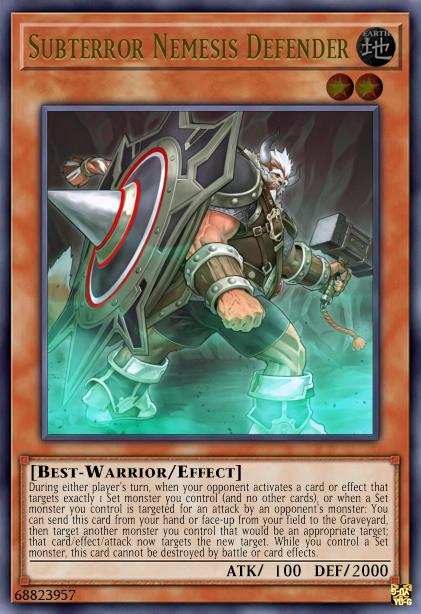 SUBTERROR NEMESIS DEFENDER
EARTH
地
[BEST-WARRIOR/EFFECT]
During either player's turn, when your opponent activates a card or effect that
targets exactly 1 Set monster you control (and no other cards), or when a Set
monster you control is targeted for an attack by an opponent's monster: You
can send this card from your hand or face-up from your field to the Graveyard,
then target another monster you control that would be an appropriate target;
that card/effect/attack now targets the new target. While you control a Set
monster, this card cannot be destroyed by battle or card effects.
ATK/ 100 DEF/2000
68823957